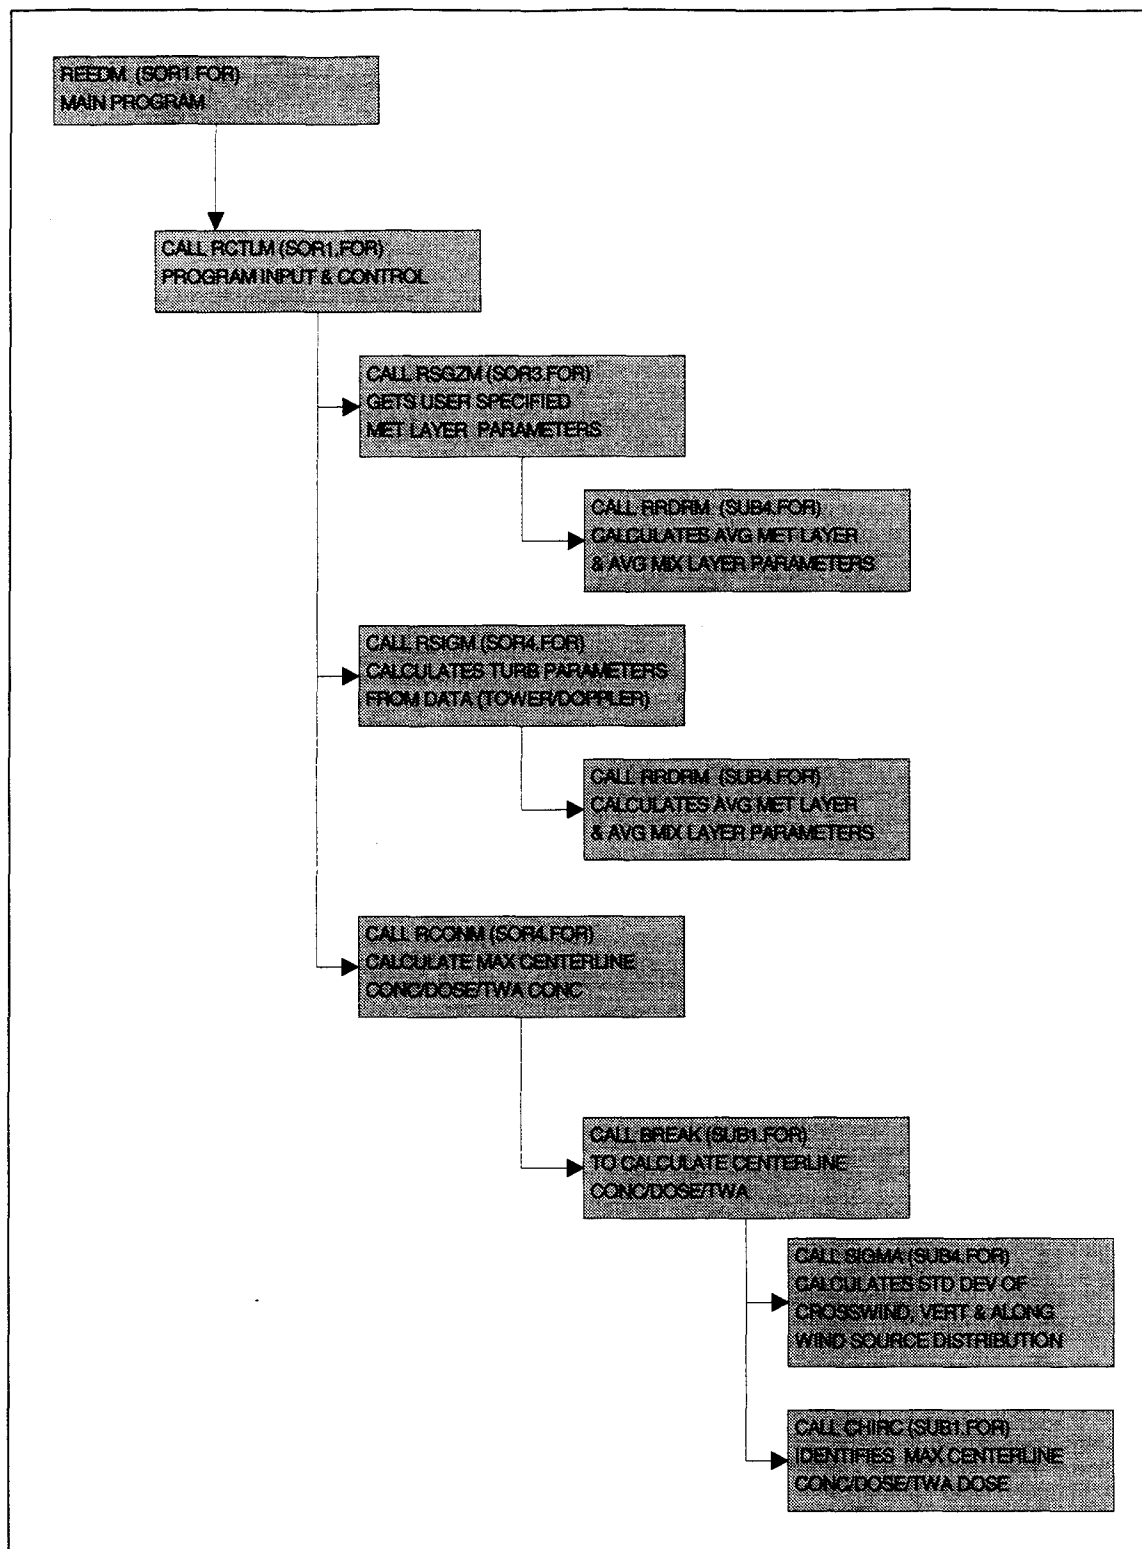 REEDM (SOR1.FOR)
MAIN PROGRAM
CALL RCTLM (SOR1.FOR)
PROGRAM INPUT & CONTROL
CALL RSGZM (SOR3.FOR)
GETS USER SPECIFIED
MET LAYER PARAMETERS
CALL RRDRM (SUB4.FOR)
CALCULATES AVG MET LAYER
& AVG MIX LAYER PARAMETERS
CALL RSIGM (SOR4.FOR)
CALCULATES TURB PARAMETERS
FROM DATA (TOWER/DOPPLER)
CALL RRDRM (SUB4.FOR)
CALCULATES AVG MET LAYER
& AVG MIX LAYER PARAMETERS
CALL RCONM (SOR4.FOR)
CALCULATE MAX CENTERLINE
CONC/DOSE/TWA CONC
CALL BREAK (SUB1.FOR)
TO CALCULATE CENTERLINE
CONC/DOSE/TWA
CALL SIGMA (SUB4.FOR)
CALCULATES STD DEV OF
CROSSWIND, VERT & ALONG
WIND SOURCE DISTRIBUTION
CALL CHIRC (SUB1.FOR)
IDENTIFIES MAX CENTERLINE
CONC/DOSE/TWA DOSE